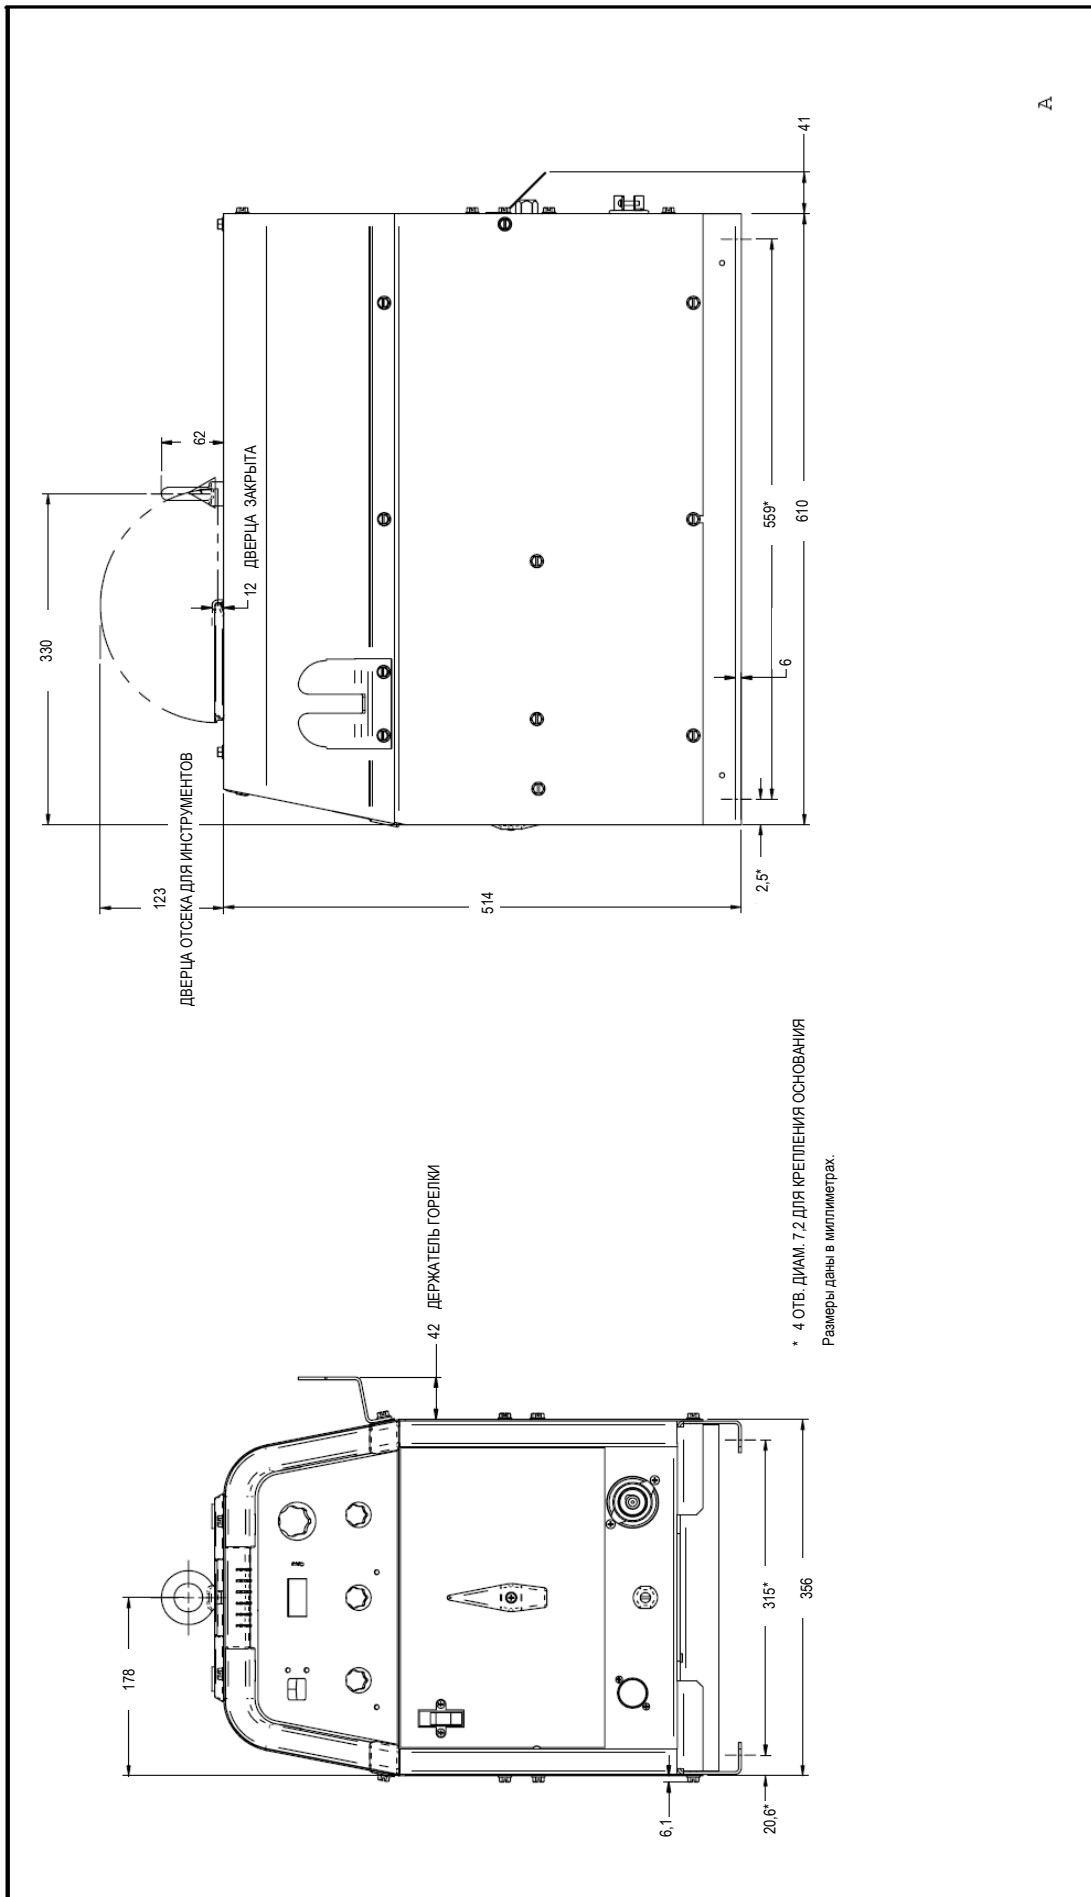 178
42 ДЕРЖАТЕЛЬ ГОРЕЛКИ
6,1
20,6*
315*
356
* 4 ОТВ. ДИАМ. 7,2 ДЛЯ КРЕПЛЕНИЯ ОСНОВАНИЯ
Размеры даны в миллиметрах.
330
123
ДВЕРЦА ОТСЕКА ДЛЯ ИНСТРУМЕНТОВ
62
12 ДВЕРЦА ЗАКРЫТА
514
2,5*
6
559*
610
41
A